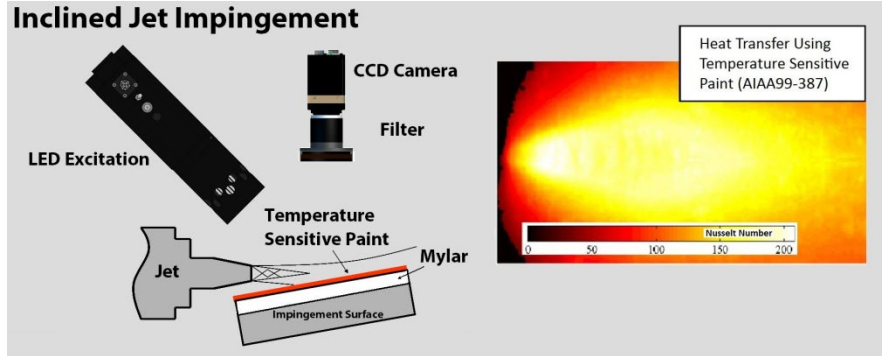 Inclined Jet Impingement
CCD Camera
Filter
LED Excitation
Temperature
Sensitive Paint
Mylar
Jet
Impingement Surface
Heat Transfer Using
Temperature Sensitive
Paint (AIAA99-387)
Nusselt Number
0 50 100 150 200